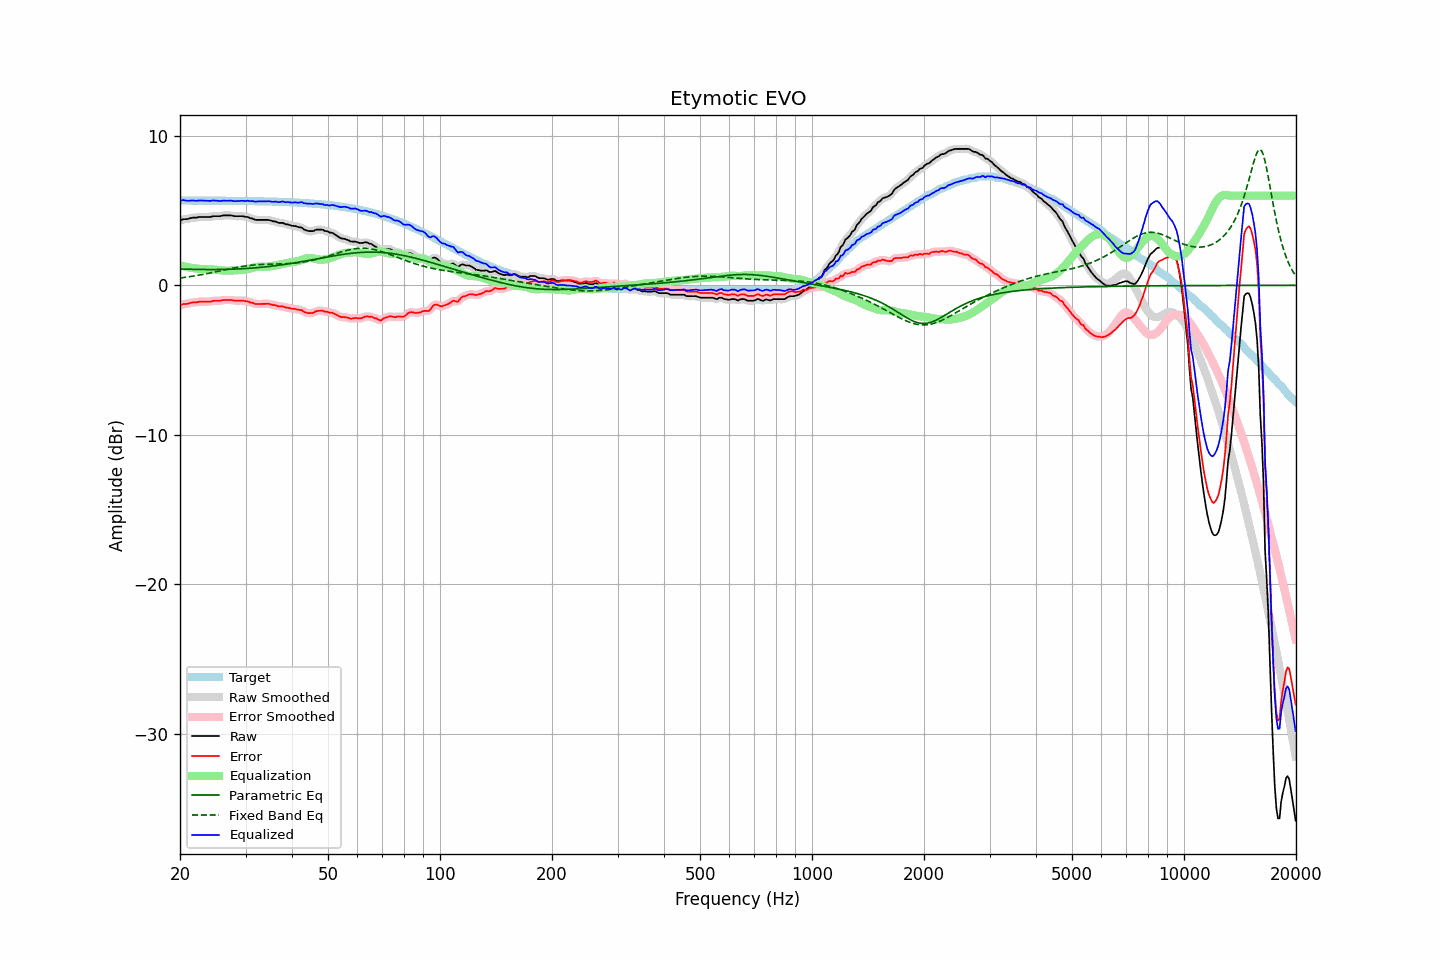 Etymotic EVO
10
0
−10
−20
−30
Amplitude (dBr)
Target
Raw Smoothed
Error Smoothed
Raw
Error
Equalization
Parametric Eq
Fixed Band Eq
Equalized
20 50 100 200 500 1000 2000 5000 10000 20000
Frequency (Hz)